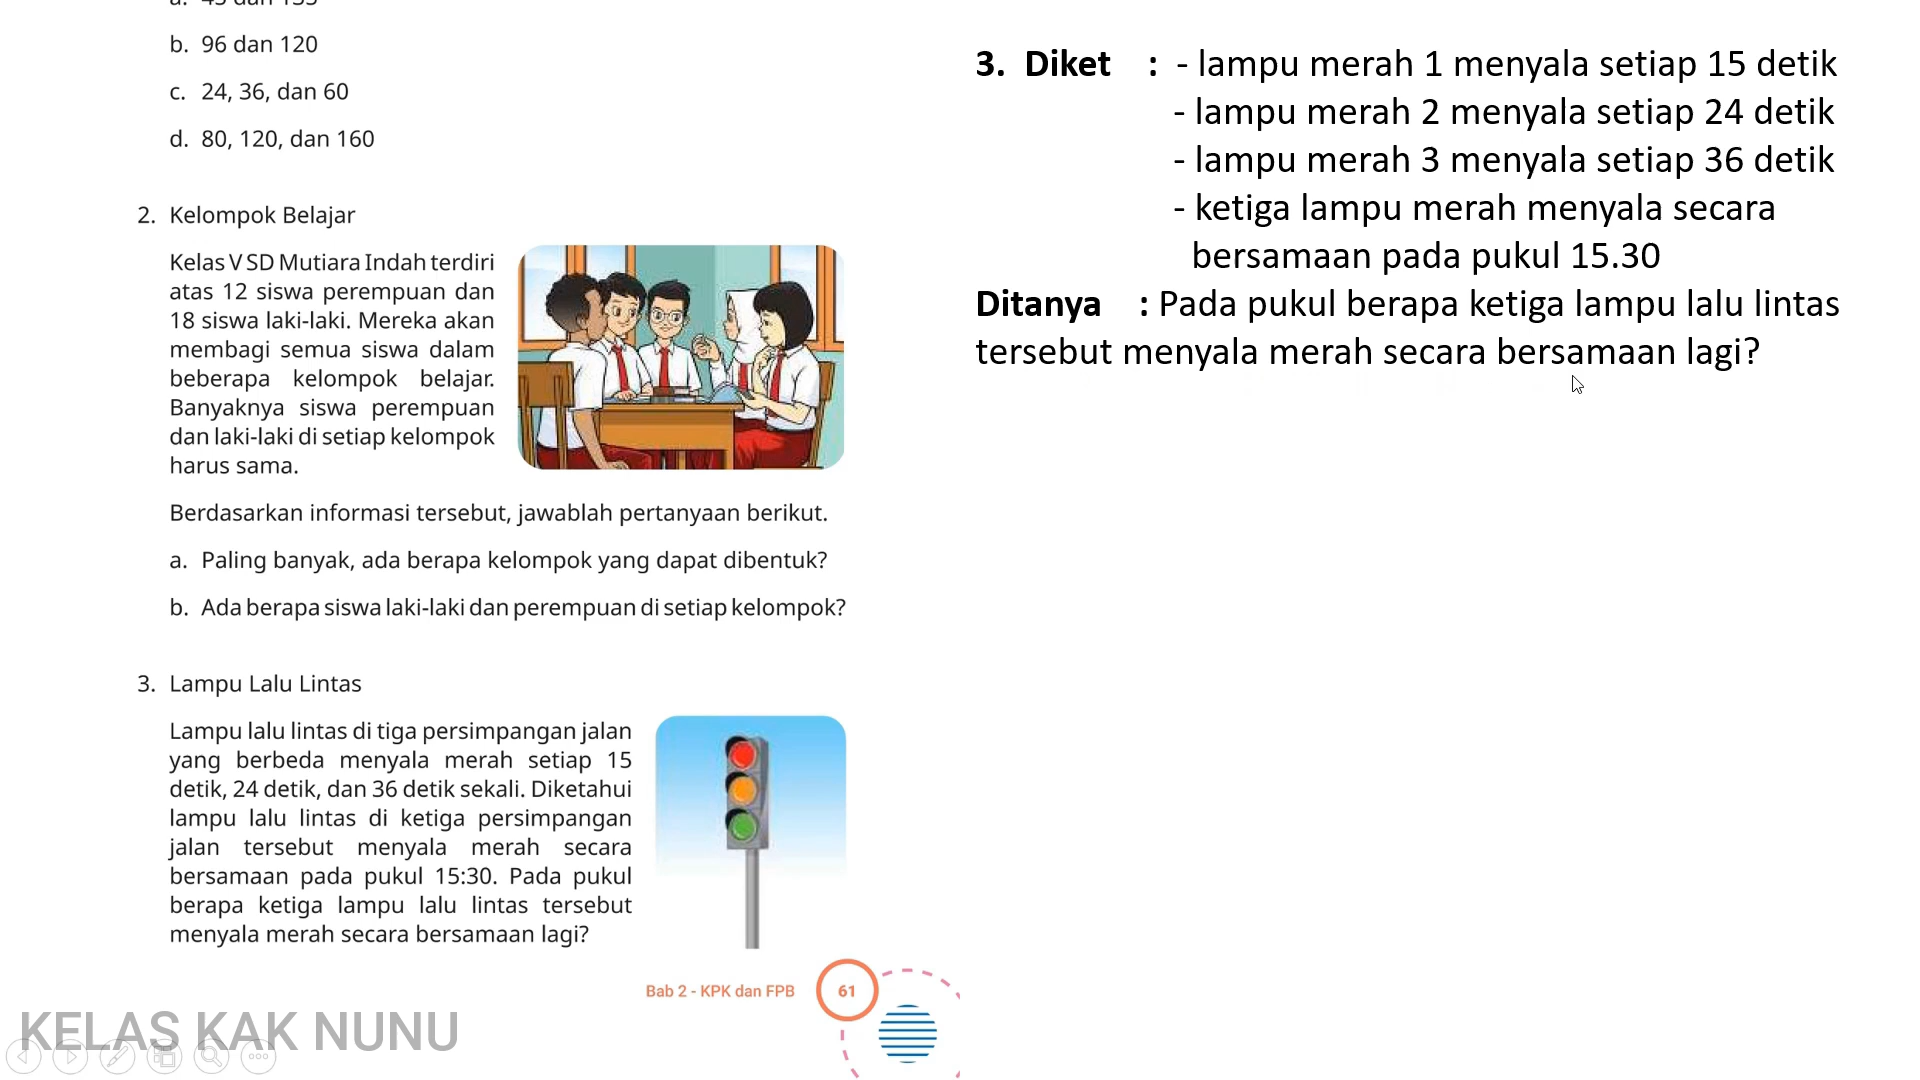 b. 96 dan 120
c. 24, 36, dan 60
d. 80, 120, dan 160
2. Kelompok Belajar
Kelas V SD Mutiara Indah terdiri
atas 12 siswa perempuan dan
18 siswa laki-laki. Mereka akan
membagi semua siswa dalam
beberapa kelompok belajar.
Banyaknya siswa perempuan
dan laki-laki di setiap kelompok
harus sama.
Berdasarkan informasi tersebut, jawablah pertanyaan berikut.
a. Paling banyak, ada berapa kelompok yang dapat dibentuk?
b. Ada berapa siswa laki-laki dan perempuan di setiap kelompok?
3. Lampu Lalu Lintas
Lampu lalu lintas di tiga persimpangan jalan
yang berbeda menyala merah setiap 15
detik, 24 detik, dan 36 detik sekali. Diketahui
lampu lalu lintas di ketiga persimpangan
jalan tersebut menyala merah secara
bersamaan pada pukul 15:30. Pada pukul
berapa ketiga lampu lalu lintas tersebut
menyala merah secara bersamaan lagi?
Bab 2 - KPK dan FPB 61
KELAS KAK NUNU
3. Diket : - lampu merah 1 menyala setiap 15 detik
- lampu merah 2 menyala setiap 24 detik
- lampu merah 3 menyala setiap 36 detik
- ketiga lampu merah menyala secara
bersamaan pada pukul 15.30
Ditanya : Pada pukul berapa ketiga lampu lalu lintas
tersebut menyala merah secara bersamaan lagi?